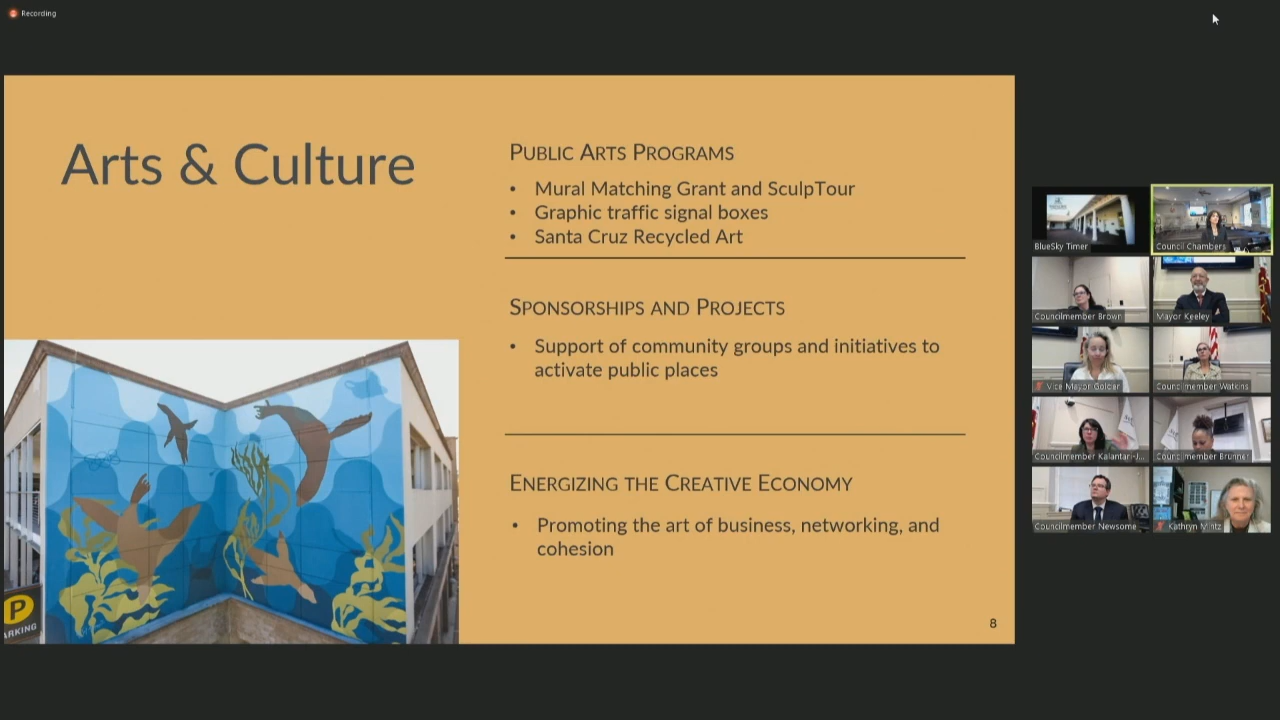 Recording
Arts & Culture
PUBLIC ARTS PROGRAMS
• Mural Matching Grant and SculpTour
• Graphic traffic signal boxes
• Santa Cruz Recycled Art
SPONSORSHIPS AND PROJECTS
• Support of community groups and initiatives to
activate public places
ENERGIZING THE CREATIVE ECONOMY
• Promoting the art of business, networking, and
cohesion
8
P
ARKING
BlueSky Timer
Council Chambers
Councilmember Brown
Mayor Keeley
Vice Mayor Golder
Councilmember Watkins
Councilmember Kalantari-J...
Councilmember Brunner
Councilmember Newsome
Kathryn Mintz